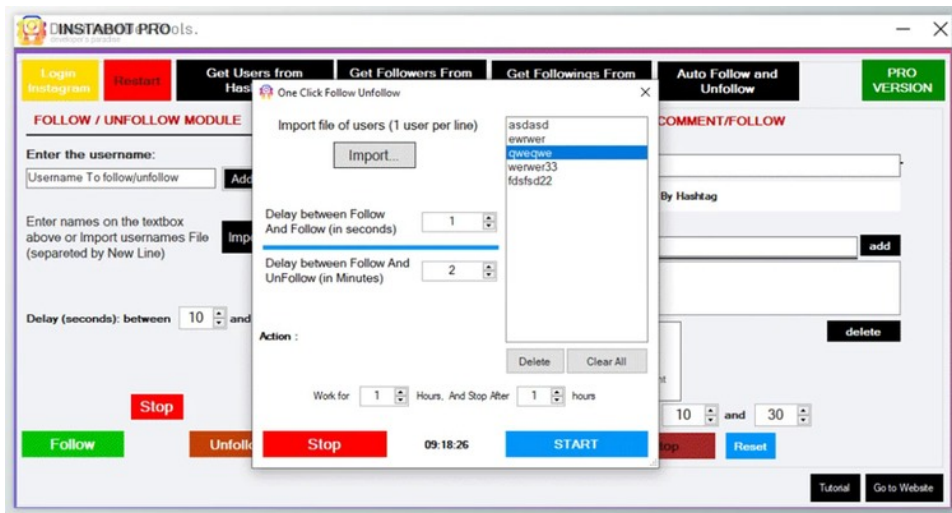 INSTABOT PRO
developer's paradise
Login Instagram
Restart
Get Users from
Get Followers From
Get Followings From
Auto Follow and
Unfollow
PRO
VERSION
FOLLOW / UNFOLLOW MODULE
COMMENT/FOLLOW
Enter the username:
Username To follow/unfollow
Add
Enter names on the textbox
above or Import usernames File
(separeted by New Line)
Delay (seconds): between 10 and
Stop
Follow
One Click Follow Unfollow
Import file of users (1 user per line)
Import...
asdasd
ewrwer
qweqwe
werwer33
fdsfsd22
Delay between Follow
And Follow (in seconds)
1
Delay between Follow And
UnFollow (in Minutes)
2
Action :
Delete
Clear All
Work for 1 Hours, And Stop After 1 hours
Stop
09:18:26
START
By Hashtag
add
delete
10 and 30
Reset
Tutorial
Go to Website